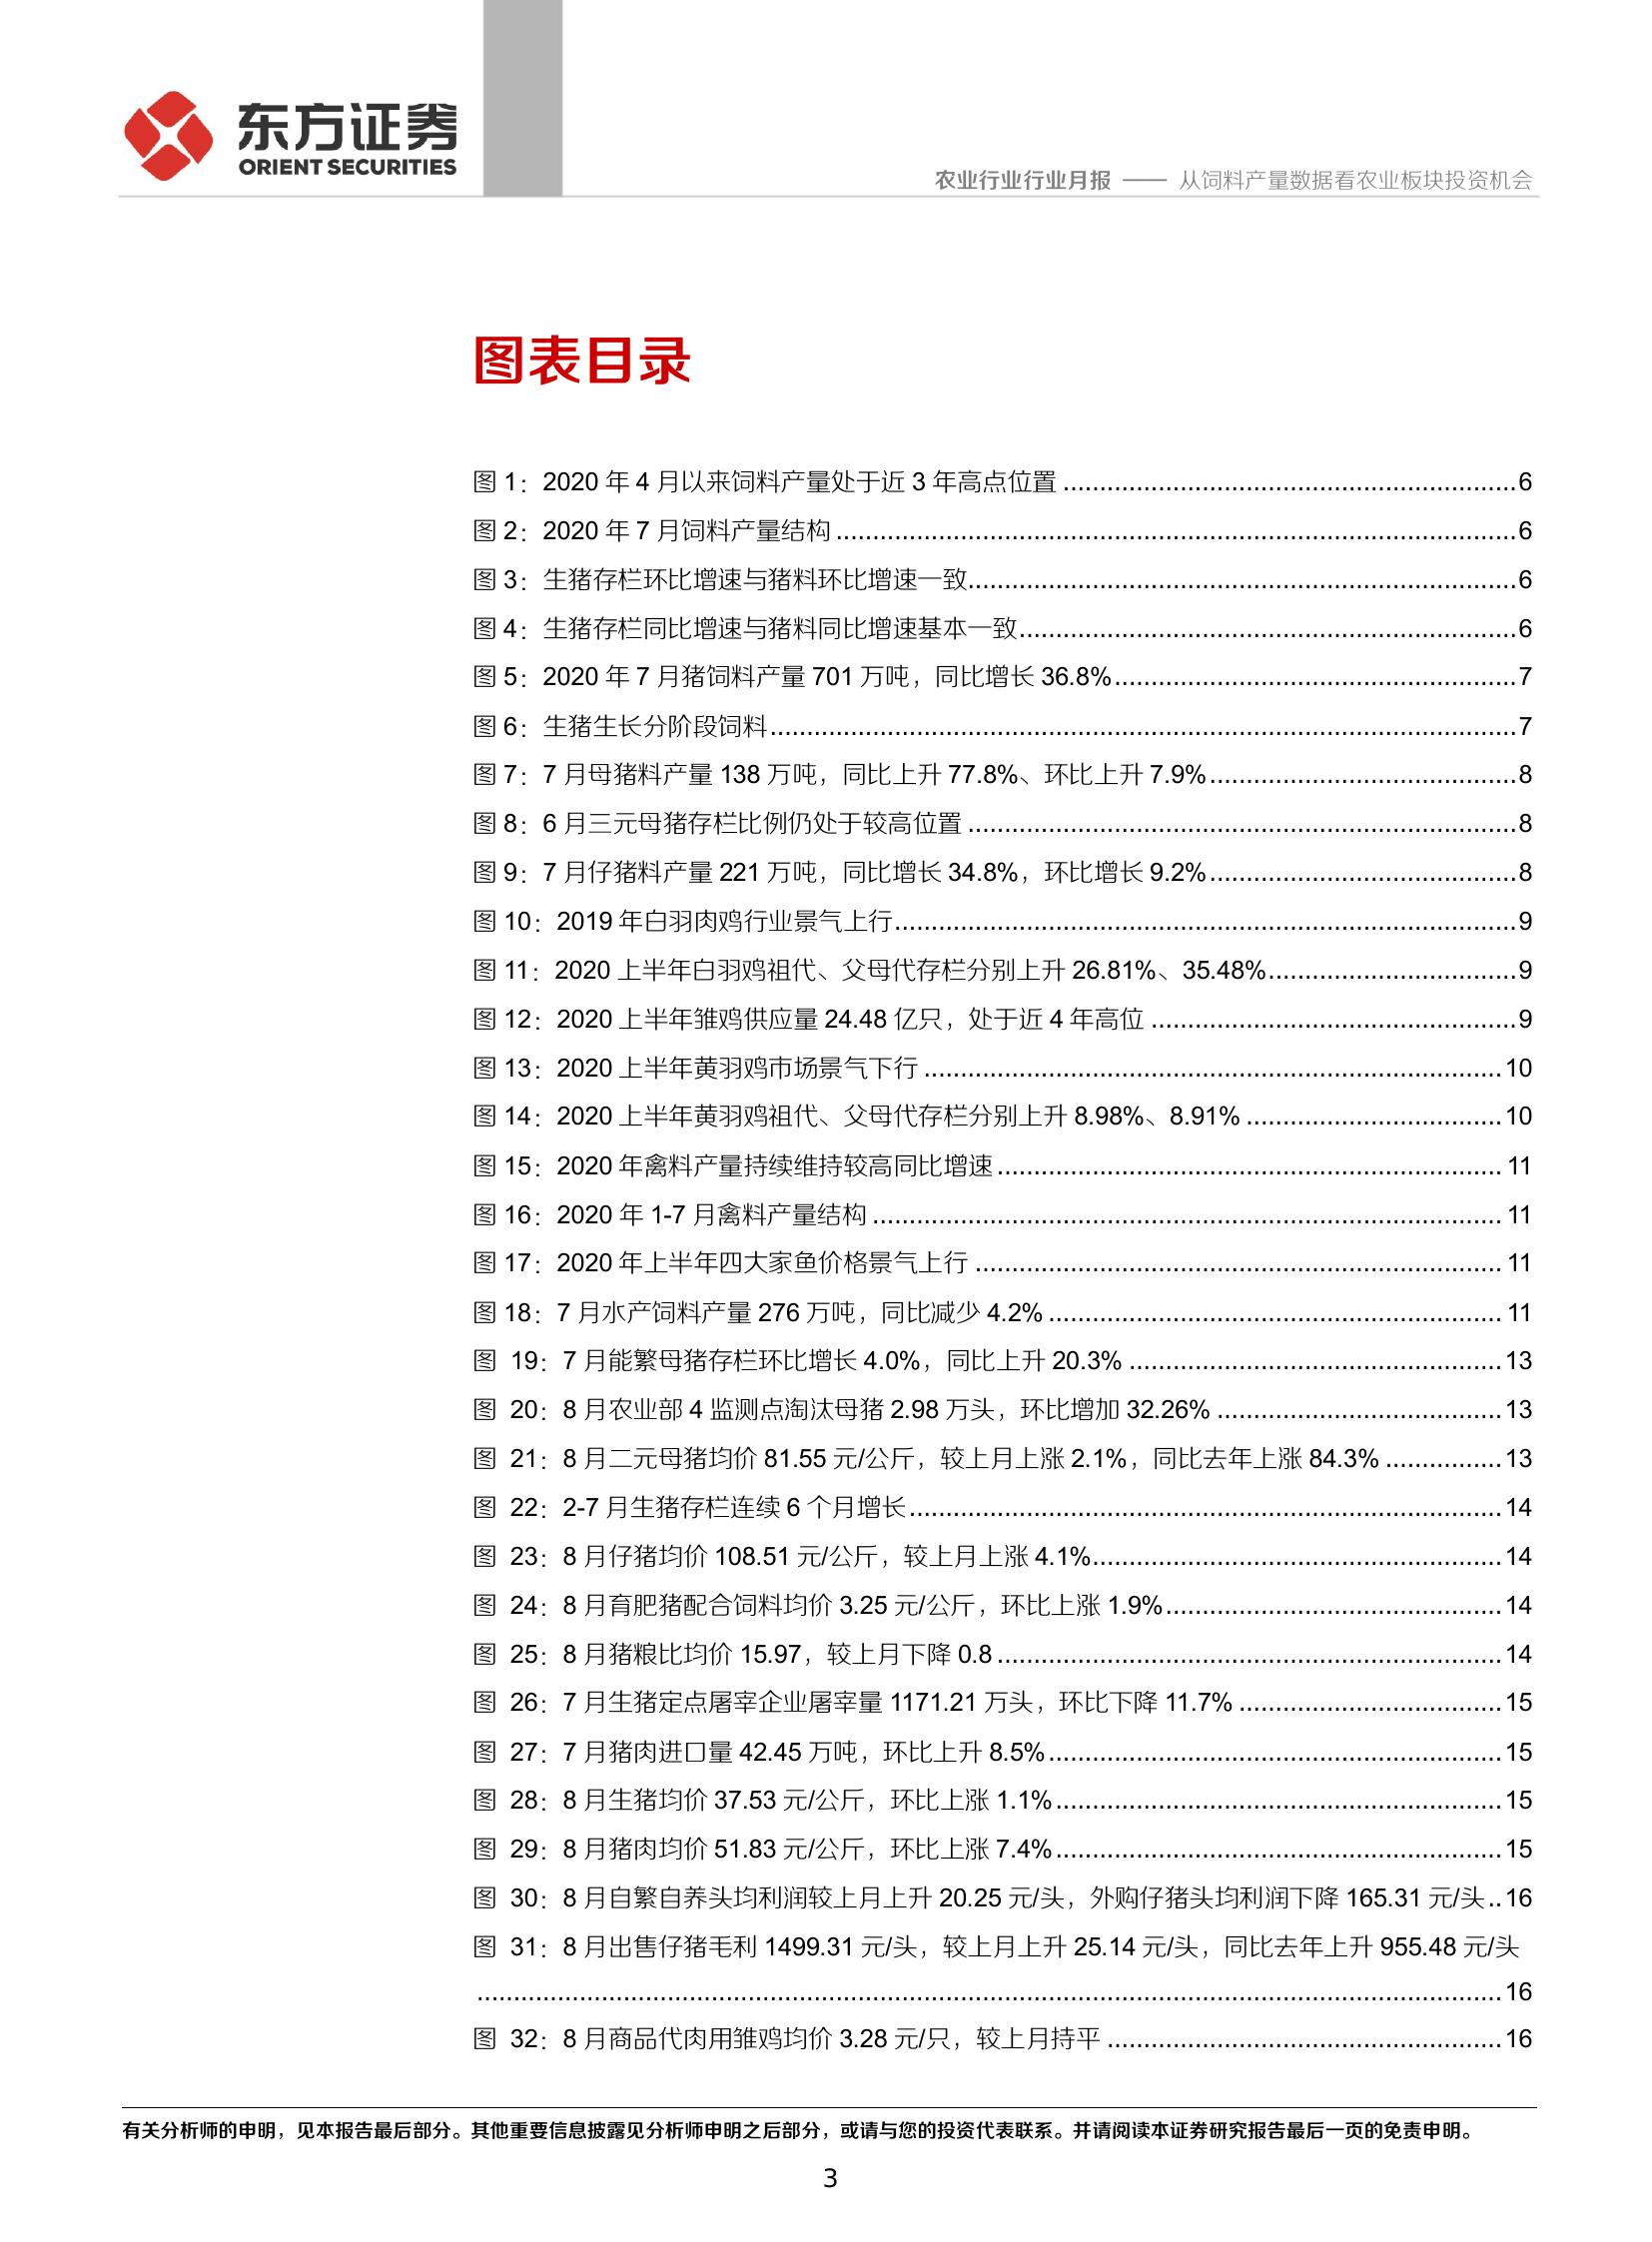 东方证券
ORIENT SECURITIES
农业行业行业月报 —— 从饲料产量数据看农业板块投资机会
图表目录
图 1：2020 年 4 月以来饲料产量处于近 3 年高点位置 ............................................................. 6
图 2：2020 年 7 月饲料产量结构 ............................................................................................ 6
图 3：生猪存栏环比增速与猪料环比增速一致.......................................................................... 6
图 4：生猪存栏同比增速与猪料同比增速基本一致................................................................... 6
图 5：2020 年 7 月猪饲料产量 701 万吨，同比增长 36.8%...................................................... 7
图 6：生猪生长分阶段饲料..................................................................................................... 7
图 7：7 月母猪料产量 138 万吨，同比上升 77.8%、环比上升 7.9%......................................... 8
图 8：6 月三元母猪存栏比例仍处于较高位置 .......................................................................... 8
图 9：7 月仔猪料产量 221 万吨，同比增长 34.8%，环比增长 9.2%......................................... 8
图 10：2019 年白羽肉鸡行业景气上行.................................................................................... 9
图 11：2020 上半年白羽鸡祖代、父母代存栏分别上升 26.81%、35.48%................................. 9
图 12：2020 上半年雏鸡供应量 24.48 亿只，处于近 4 年高位 ................................................. 9
图 13：2020 上半年黄羽鸡市场景气下行 .............................................................................. 10
图 14：2020 上半年黄羽鸡祖代、父母代存栏分别上升 8.98%、8.91% .................................. 10
图 15：2020 年禽料产量持续维持较高同比增速 .................................................................... 11
图 16：2020 年 1-7 月禽料产量结构 ..................................................................................... 11
图 17：2020 年上半年四大家鱼价格景气上行 ....................................................................... 11
图 18：7 月水产饲料产量 276 万吨，同比减少 4.2% ............................................................. 11
图 19：7 月能繁母猪存栏环比增长 4.0%，同比上升 20.3% .................................................. 13
图 20：8 月农业部 4 监测点淘汰母猪 2.98 万头，环比增加 32.26% ...................................... 13
图 21：8 月二元母猪均价 81.55 元/公斤，较上月上涨 2.1%，同比去年上涨 84.3% ............... 13
图 22：2-7 月生猪存栏连续 6 个月增长................................................................................ 14
图 23：8 月仔猪均价 108.51 元/公斤，较上月上涨 4.1%....................................................... 14
图 24：8 月育肥猪配合饲料均价 3.25 元/公斤，环比上涨 1.9%............................................. 14
图 25：8 月猪粮比均价 15.97，较上月下降 0.8 .................................................................... 14
图 26：7 月生猪定点屠宰企业屠宰量 1171.21 万头，环比下降 11.7% ................................... 15
图 27：7 月猪肉进口量 42.45 万吨，环比上升 8.5%............................................................. 15
图 28：8 月生猪均价 37.53 元/公斤，环比上涨 1.1%............................................................ 15
图 29：8 月猪肉均价 51.83 元/公斤，环比上涨 7.4%............................................................ 15
图 30：8 月自繁自养头均利润较上月上升 20.25 元/头，外购仔猪头均利润下降 165.31 元/头.. 16
图 31：8 月出售仔猪毛利 1499.31 元/头，较上月上升 25.14 元/头，同比去年上升 955.48 元/头
............................................................................................................................................ 16
图 32：8 月商品代肉用雏鸡均价 3.28 元/只，较上月持平 ..................................................... 16
有关分析师的申明，见本报告最后部分。其他重要信息披露见分析师申明之后部分，或请与您的投资代表联系。并请阅读本证券研究报告最后一页的免责申明。
3